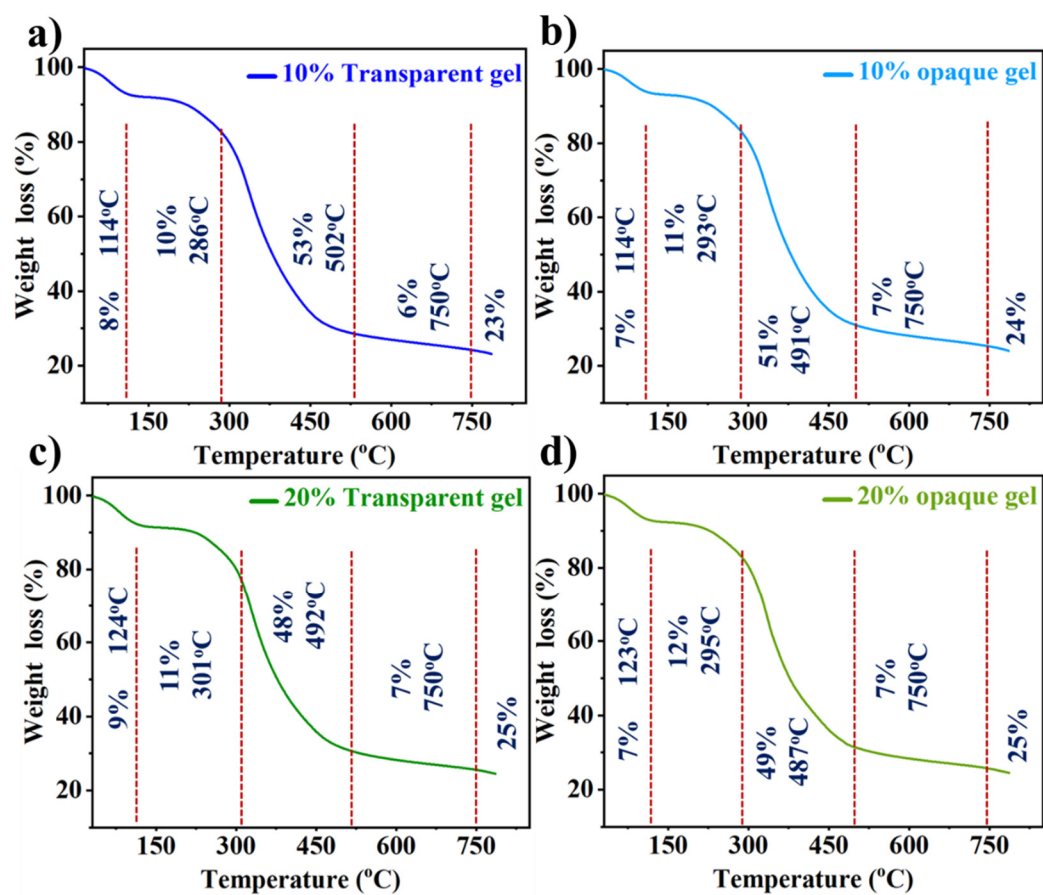 a)
10% Transparent gel
Weight loss (%)
100
80
60
40
20
8%
114°C
10%
286°C
53%
502°C
6%
750°C
23%
150 300 450 600 750
Temperature (°C)
b)
10% opaque gel
Weight loss (%)
100
80
60
40
20
7%
114°C
11%
293°C
51%
491°C
7%
750°C
24%
150 300 450 600 750
Temperature (°C)
c)
20% Transparent gel
Weight loss (%)
100
80
60
40
20
9%
124°C
11%
301°C
48%
492°C
7%
750°C
25%
150 300 450 600 750
Temperature (°C)
d)
20% opaque gel
Weight loss (%)
100
80
60
40
20
7%
123°C
12%
295°C
49%
487°C
7%
750°C
25%
150 300 450 600 750
Temperature (°C)